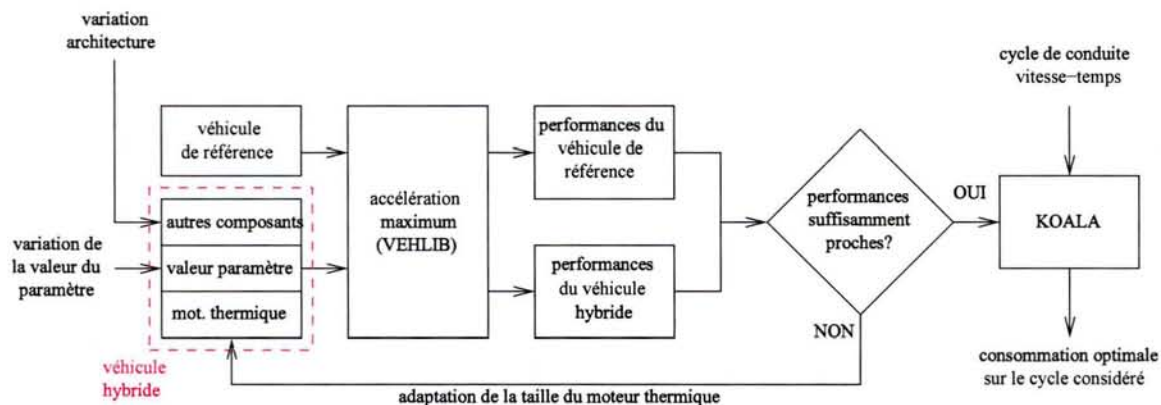 variation
architecture
cycle de conduite
vitesse-temps
véhicule
de référence
performances du
véhicule de
référence
autres composants
accélération
maximum
(VEHLIB)
performances
suffisamment
proches?
OUI
KOALA
variation de
la valeur du
paramètre
valeur paramètre
mot. thermique
performances
du véhicule
hybride
NON
véhicule
hybride
adaptation de la taille du moteur thermique
consommation optimale
sur le cycle considéré